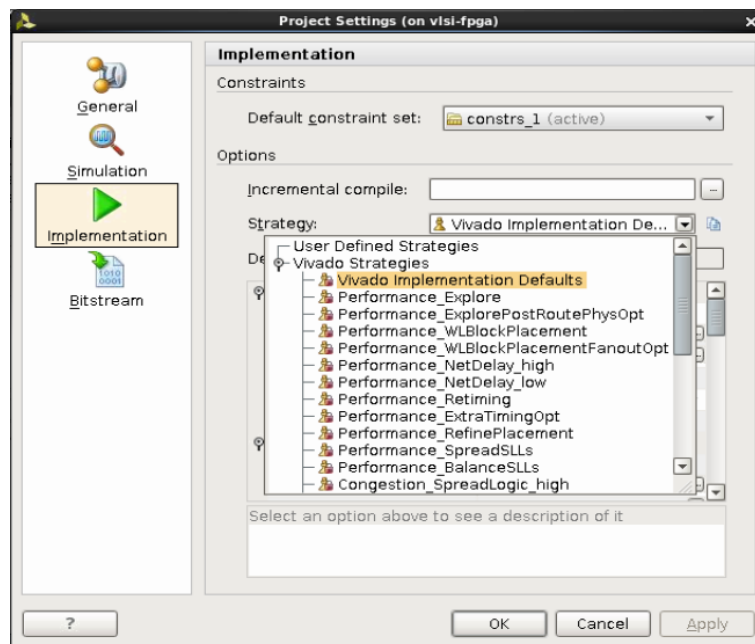 Project Settings (on vlsi-fpga)
General
Simulation
Implementation
Bitstream
Implementation
Constraints
Default constraint set:
constrs_1 (active)
Options
Incremental compile:
...
Strategy:
Vivado Implementation De...
De
User Defined Strategies
Vivado Strategies
Vivado Implementation Defaults
Performance_Explore
Performance_ExplorePostRoutePhysOpt
Performance_WLBlockPlacement
Performance_WLBlockPlacementFanoutOpt
Performance_NetDelay_high
Performance_NetDelay_low
Performance_Retiming
Performance_ExtraTimingOpt
Performance_RefinePlacement
Performance_SpreadSLLs
Performance_BalanceSLLs
Congestion_SpreadLogic_high
Select an option above to see a description of it
?
OK
Cancel
Apply